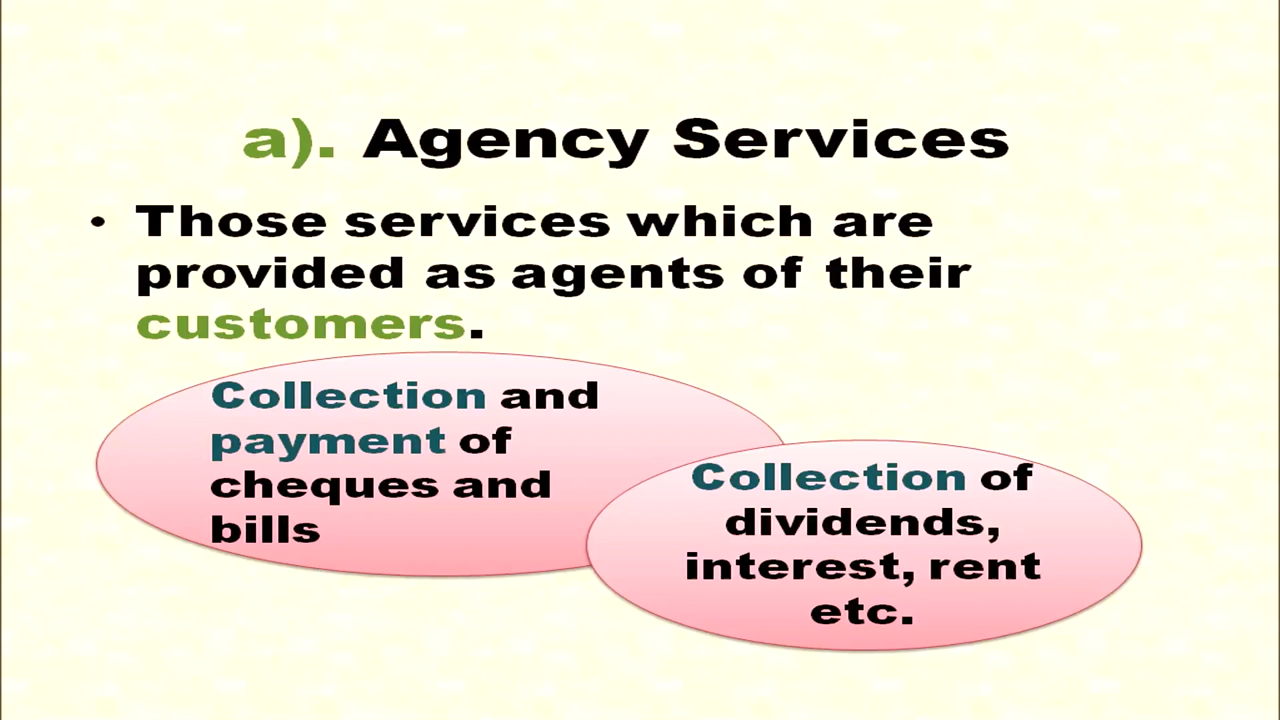 a). Agency Services
• Those services which are
provided as agents of their
customers.
Collection and
payment of
cheques and
bills
Collection of
dividends,
interest, rent
etc.